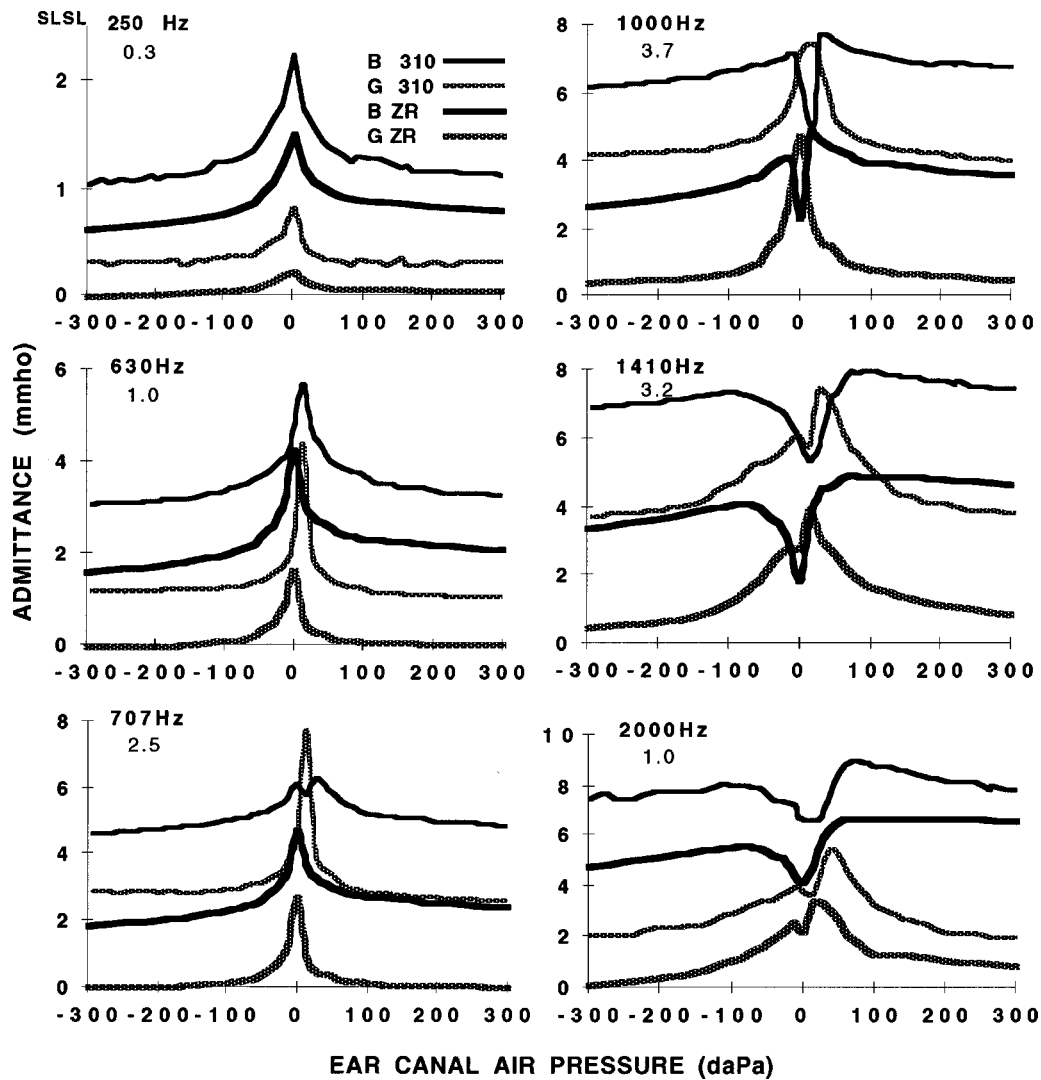 SLSL
250 Hz
0.3
B 310
G 310
B ZR
G ZR
2
1
0
-300-200-100 0 100 200 300
1000Hz
3.7
8
6
4
2
0
-300 -200 -100 0 100 200 300
630Hz
1.0
6
4
2
0
-300-200-100 0 100 200 300
1410Hz
3.2
8
6
4
2
0
-300 -200 -100 0 100 200 300
707Hz
2.5
8
6
4
2
0
-300-200-100 0 100 200 300
2000Hz
1.0
10
8
6
4
2
0
-300 -200 -100 0 100 200 300
ADMITTANCE (mmho)
EAR CANAL AIR PRESSURE (daPa)